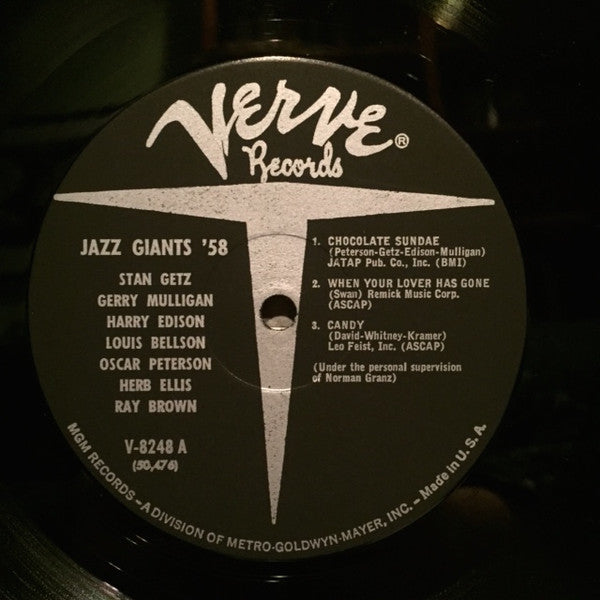 VERVE ®
Records
JAZZ GIANTS '58
STAN GETZ
GERRY MULLIGAN
HARRY EDISON
LOUIS BELLSON
OSCAR PETERSON
HERB ELLIS
RAY BROWN
V-8248 A
(50,476)
1. CHOCOLATE SUNDAE
(Peterson-Getz-Edison-Mulligan)
JATAP Pub. Co., Inc. (BMI)
2. WHEN YOUR LOVER HAS GONE
(Swan) Remick Music Corp.
(ASCAP)
3. CANDY
(David-Whitney-Kramer)
Leo Feist, Inc. (ASCAP)
(Under the personal supervision
of Norman Granz)
MGM RECORDS – A DIVISION OF METRO-GOLDWYN-MAYER, INC. – Made in U. S. A.